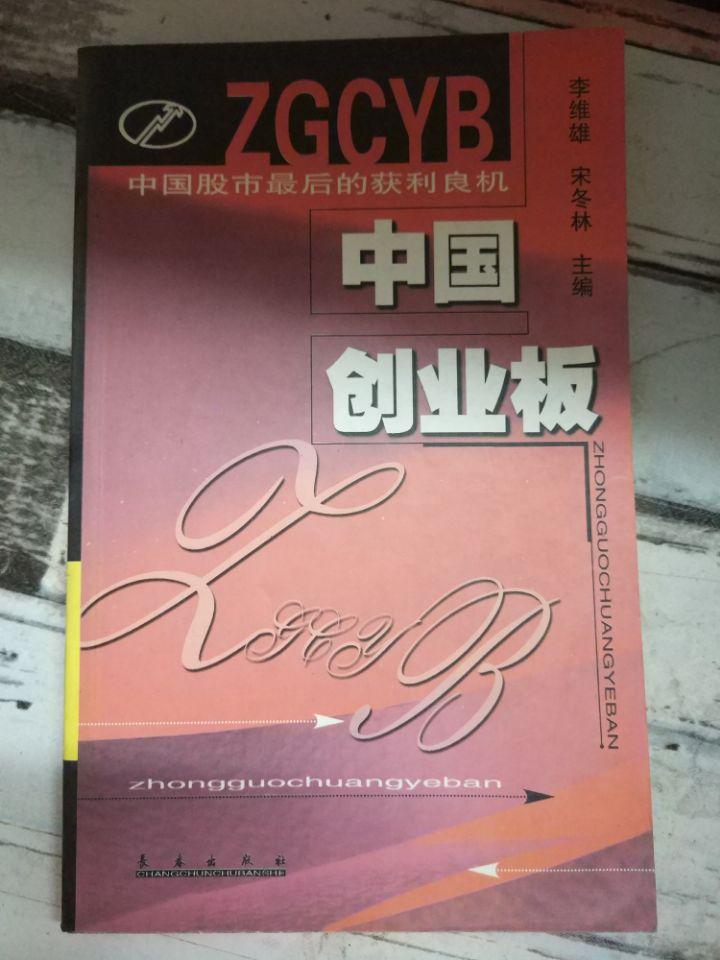 ZGCYB
中国股市最后的获利良机
李维雄 宋冬林 主编
中国
创业板
ZHONGGUOCHUANGYEBAN
ZGCYB
zhongguochuangyeban
长春出版社
CHANGCHUNCHUBANSHE